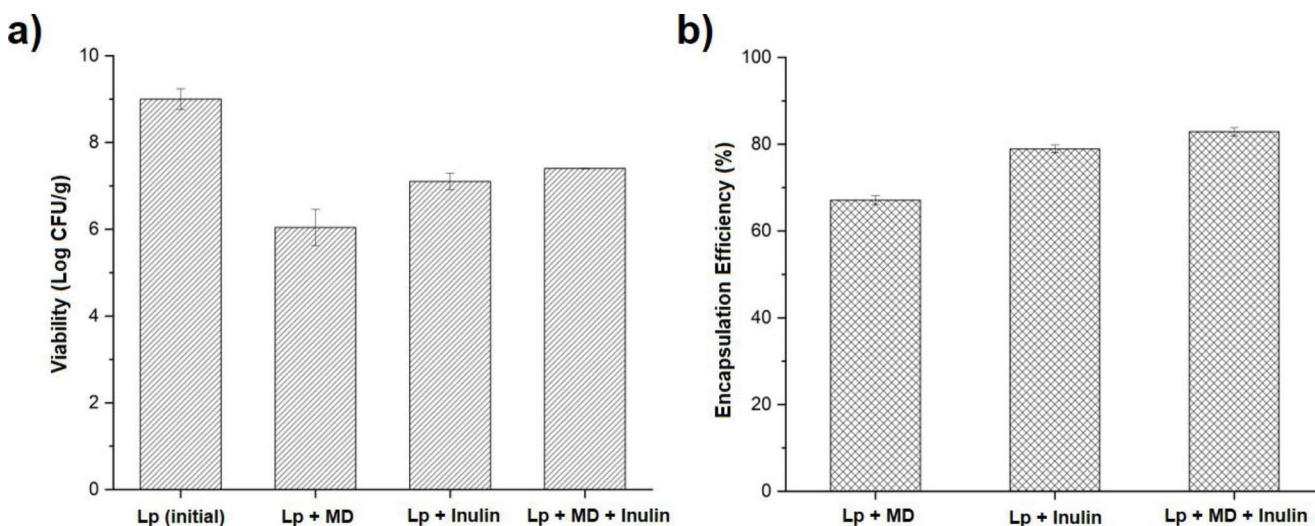 a)
Viability (Log CFU/g)
10
8
6
4
2
0
Lp (initial)
Lp + MD
Lp + Inulin
Lp + MD + Inulin
b)
Encapsulation Efficiency (%)
100
80
60
40
20
0
Lp + MD
Lp + Inulin
Lp + MD + Inulin